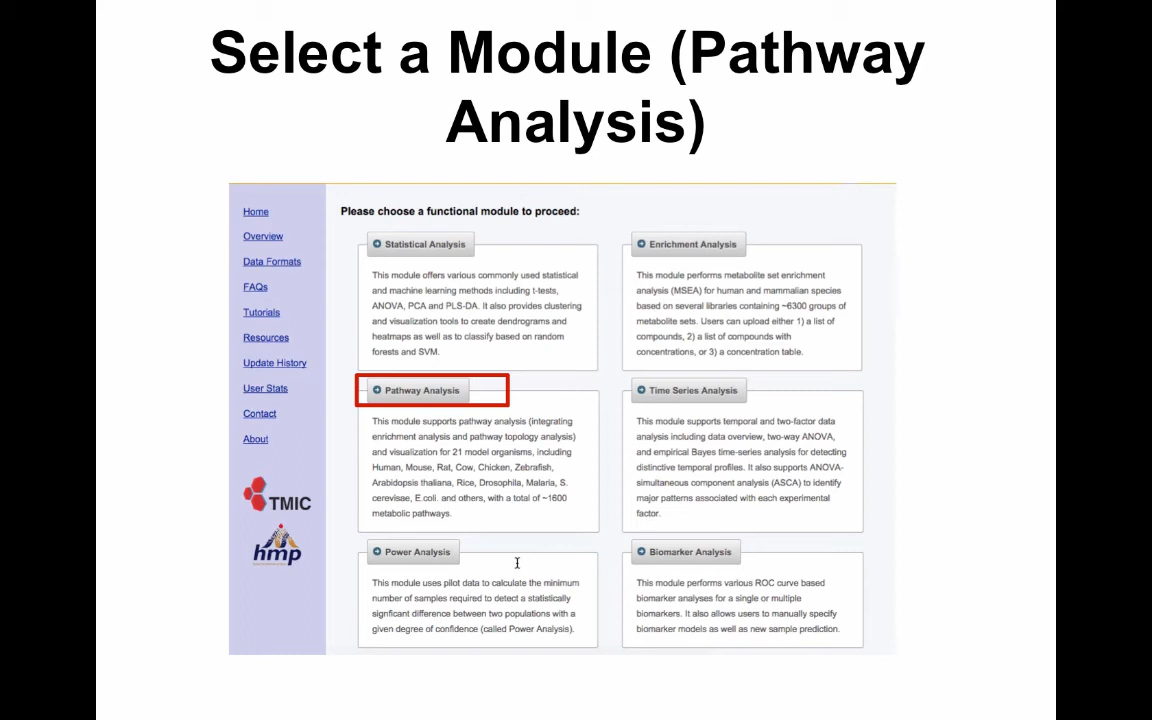 Select a Module (Pathway
Analysis)
Home
Overview
Data Formats
FAQs
Tutorials
Resources
Update History
User Stats
Contact
About
TMIC
hmp
Please choose a functional module to proceed:
Statistical Analysis
This module offers various commonly used statistical
and machine learning methods including t-tests,
ANOVA, PCA and PLS-DA. It also provides clustering
and visualization tools to create dendrograms and
heatmaps as well as to classify based on random
forests and SVM.
Enrichment Analysis
This module performs metabolite set enrichment
analysis (MSEA) for human and mammalian species
based on several libraries containing ~6300 groups of
metabolite sets. Users can upload either 1) a list of
compounds, 2) a list of compounds with
concentrations, or 3) a concentration table.
Pathway Analysis
This module supports pathway analysis (integrating
enrichment analysis and pathway topology analysis)
and visualization for 21 model organisms, including
Human, Mouse, Rat, Cow, Chicken, Zebrafish,
Arabidopsis thaliana, Rice, Drosophila, Malaria, S.
cerevisae, E.coli. and others, with a total of ~1600
metabolic pathways.
Time Series Analysis
This module supports temporal and two-factor data
analysis including data overview, two-way ANOVA,
and empirical Bayes time-series analysis for detecting
distinctive temporal profiles. It also supports ANOVA-
simultaneous component analysis (ASCA) to identify
major patterns associated with each experimental
factor.
Power Analysis
This module uses pilot data to calculate the minimum
number of samples required to detect a statistically
signficant difference between two populations with a
given degree of confidence (called Power Analysis).
Biomarker Analysis
This module performs various ROC curve based
biomarker analyses for a single or multiple
biomarkers. It also allows users to manually specify
biomarker models as well as new sample prediction.